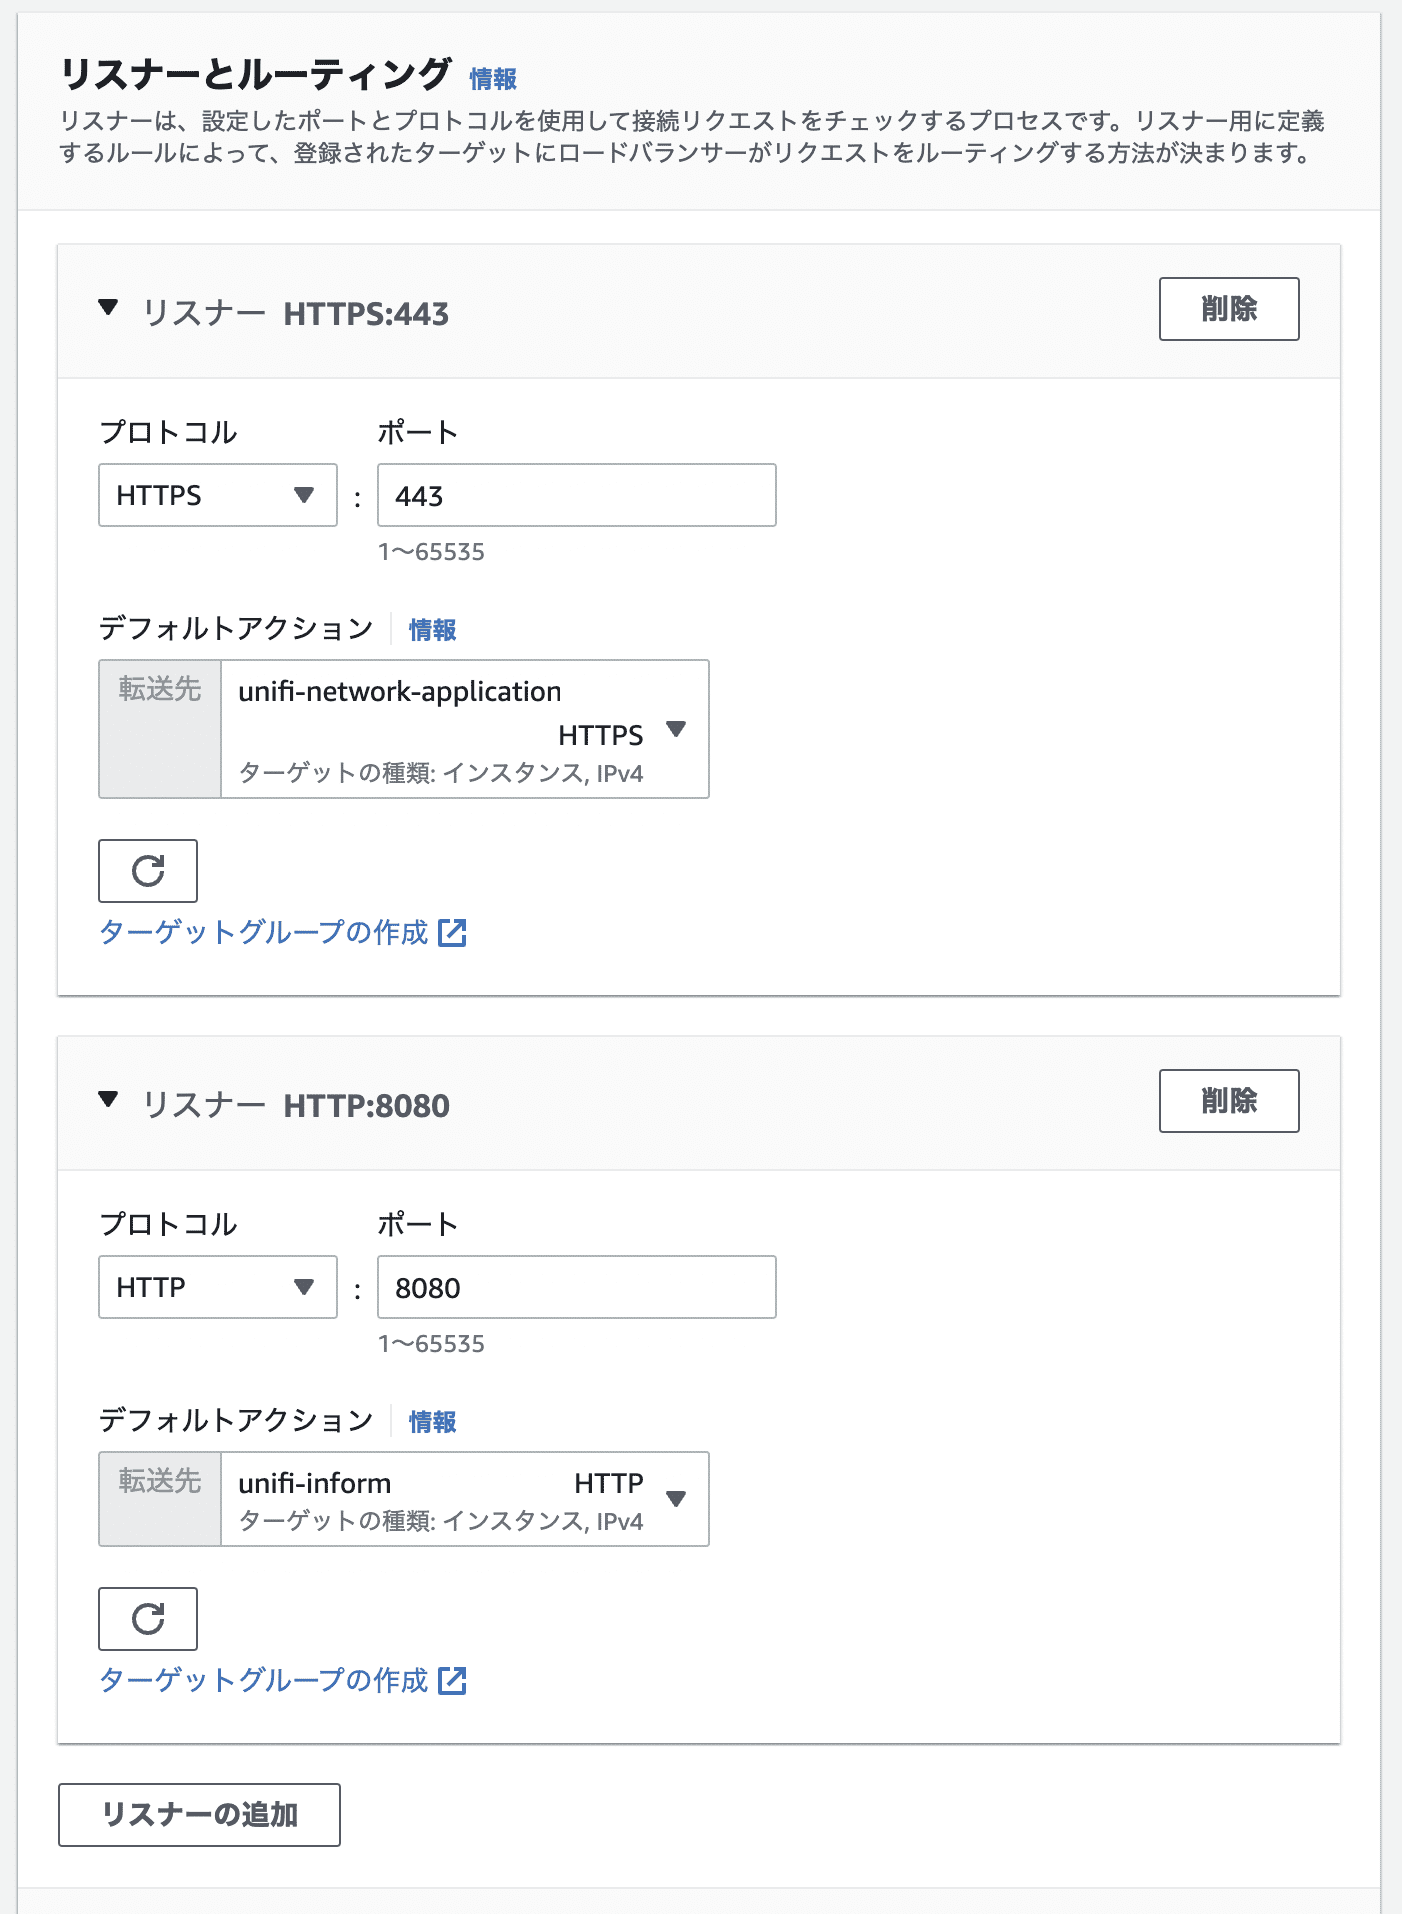 リスナーとルーティング 情報
リスナーは、設定したポートとプロトコルを使用して接続リクエストをチェックするプロセスです。リスナー用に定義
するルールによって、登録されたターゲットにロードバランサーがリクエストをルーティングする方法が決まります。
リスナー HTTPS:443 削除
プロトコル ポート
HTTPS : 443
1〜65535
デフォルトアクション 情報
転送先 unifi-network-application
HTTPS
ターゲットの種類: インスタンス, IPv4
ターゲットグループの作成
リスナー HTTP:8080 削除
プロトコル ポート
HTTP : 8080
1〜65535
デフォルトアクション 情報
転送先 unifi-inform HTTP
ターゲットの種類: インスタンス, IPv4
ターゲットグループの作成
リスナーの追加